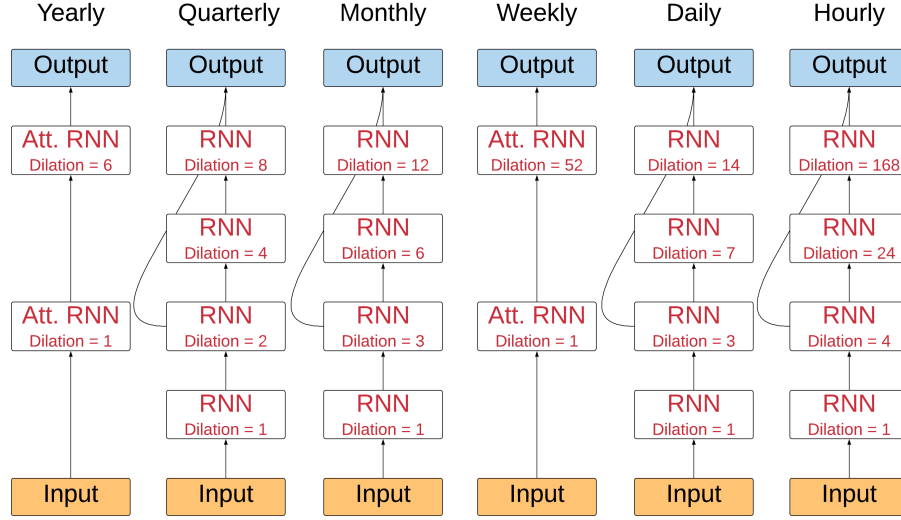 Yearly
Quarterly
Monthly
Weekly
Daily
Hourly
Output
Output
Output
Output
Output
Output
Att. RNN
Dilation = 6
RNN
Dilation = 8
RNN
Dilation = 12
Att. RNN
Dilation = 52
RNN
Dilation = 14
RNN
Dilation = 168
RNN
Dilation = 4
RNN
Dilation = 6
RNN
Dilation = 7
RNN
Dilation = 24
Att. RNN
Dilation = 1
RNN
Dilation = 2
RNN
Dilation = 3
Att. RNN
Dilation = 1
RNN
Dilation = 3
RNN
Dilation = 4
RNN
Dilation = 1
RNN
Dilation = 1
RNN
Dilation = 1
RNN
Dilation = 1
Input
Input
Input
Input
Input
Input